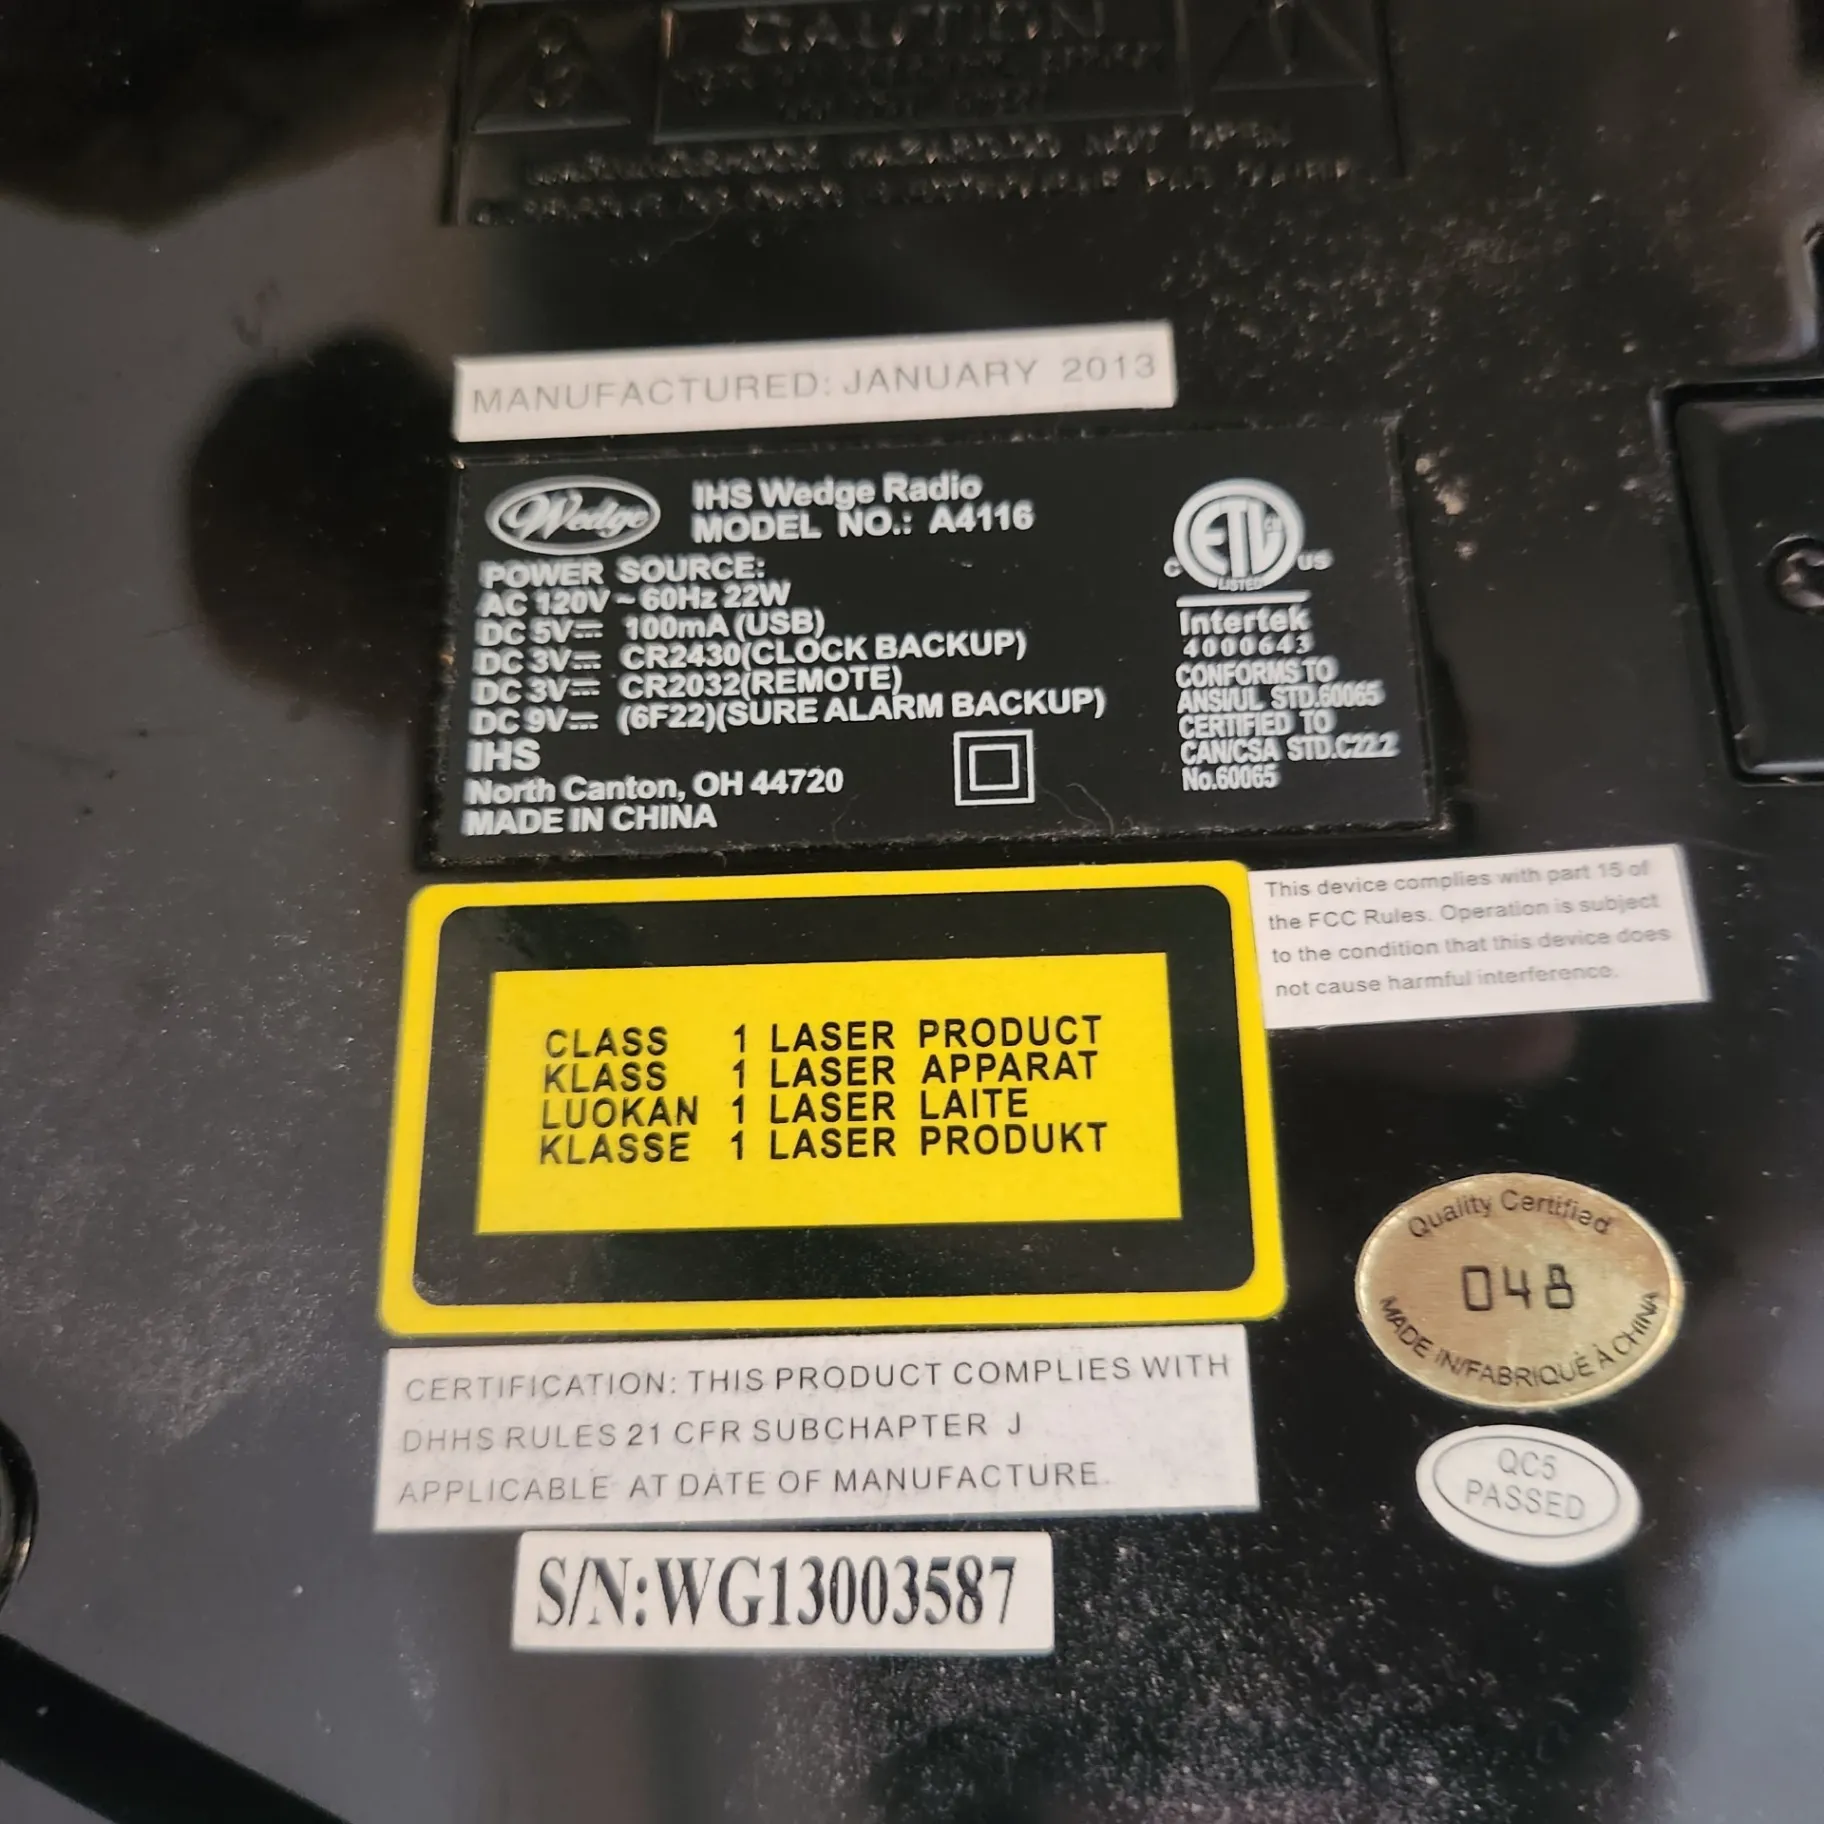 CAUTION
MANUFACTURED: JANUARY 2013
Wedge
IHS Wedge Radio
MODEL NO.: A4116
POWER SOURCE:
AC 120V ~ 60Hz 22W
DC 5V⎓ 100mA (USB)
DC 3V⎓ CR2430(CLOCK BACKUP)
DC 3V⎓ CR2032(REMOTE)
DC 9V⎓ (6F22)(SURE ALARM BACKUP)
IHS
North Canton, OH 44720
MADE IN CHINA
ETL CM
LISTED
C US
Intertek
4000643
CONFORMS TO
ANSI/UL STD.60065
CERTIFIED TO
CAN/CSA STD.C22.2
No.60065
This device complies with part 15 of
the FCC Rules. Operation is subject
to the condition that this device does
not cause harmful interference.
CLASS 1 LASER PRODUCT
KLASS 1 LASER APPARAT
LUOKAN 1 LASER LAITE
KLASSE 1 LASER PRODUKT
Quality Certified
048
MADE IN/FABRIQUÉ À CHINA
CERTIFICATION: THIS PRODUCT COMPLIES WITH
DHHS RULES 21 CFR SUBCHAPTER J
APPLICABLE AT DATE OF MANUFACTURE.
QC5
PASSED
S/N:WG13003587